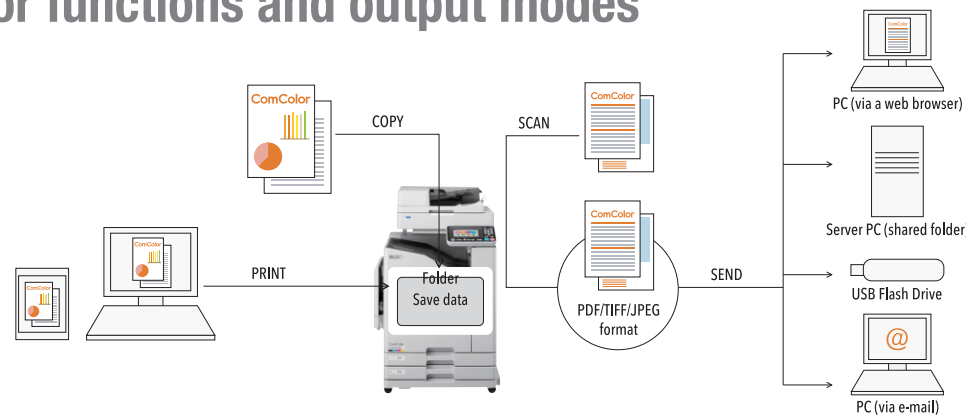 or functions and output modes
ComColor
COPY
ComColor
SCAN
ComColor
PC (via a web browser)
Server PC (shared folder
ComColor
ComColor
PRINT
Folder
Save data
ComColor
PDF/TIFF/JPEG
format
SEND
USB Flash Drive
@
PC (via e-mail)